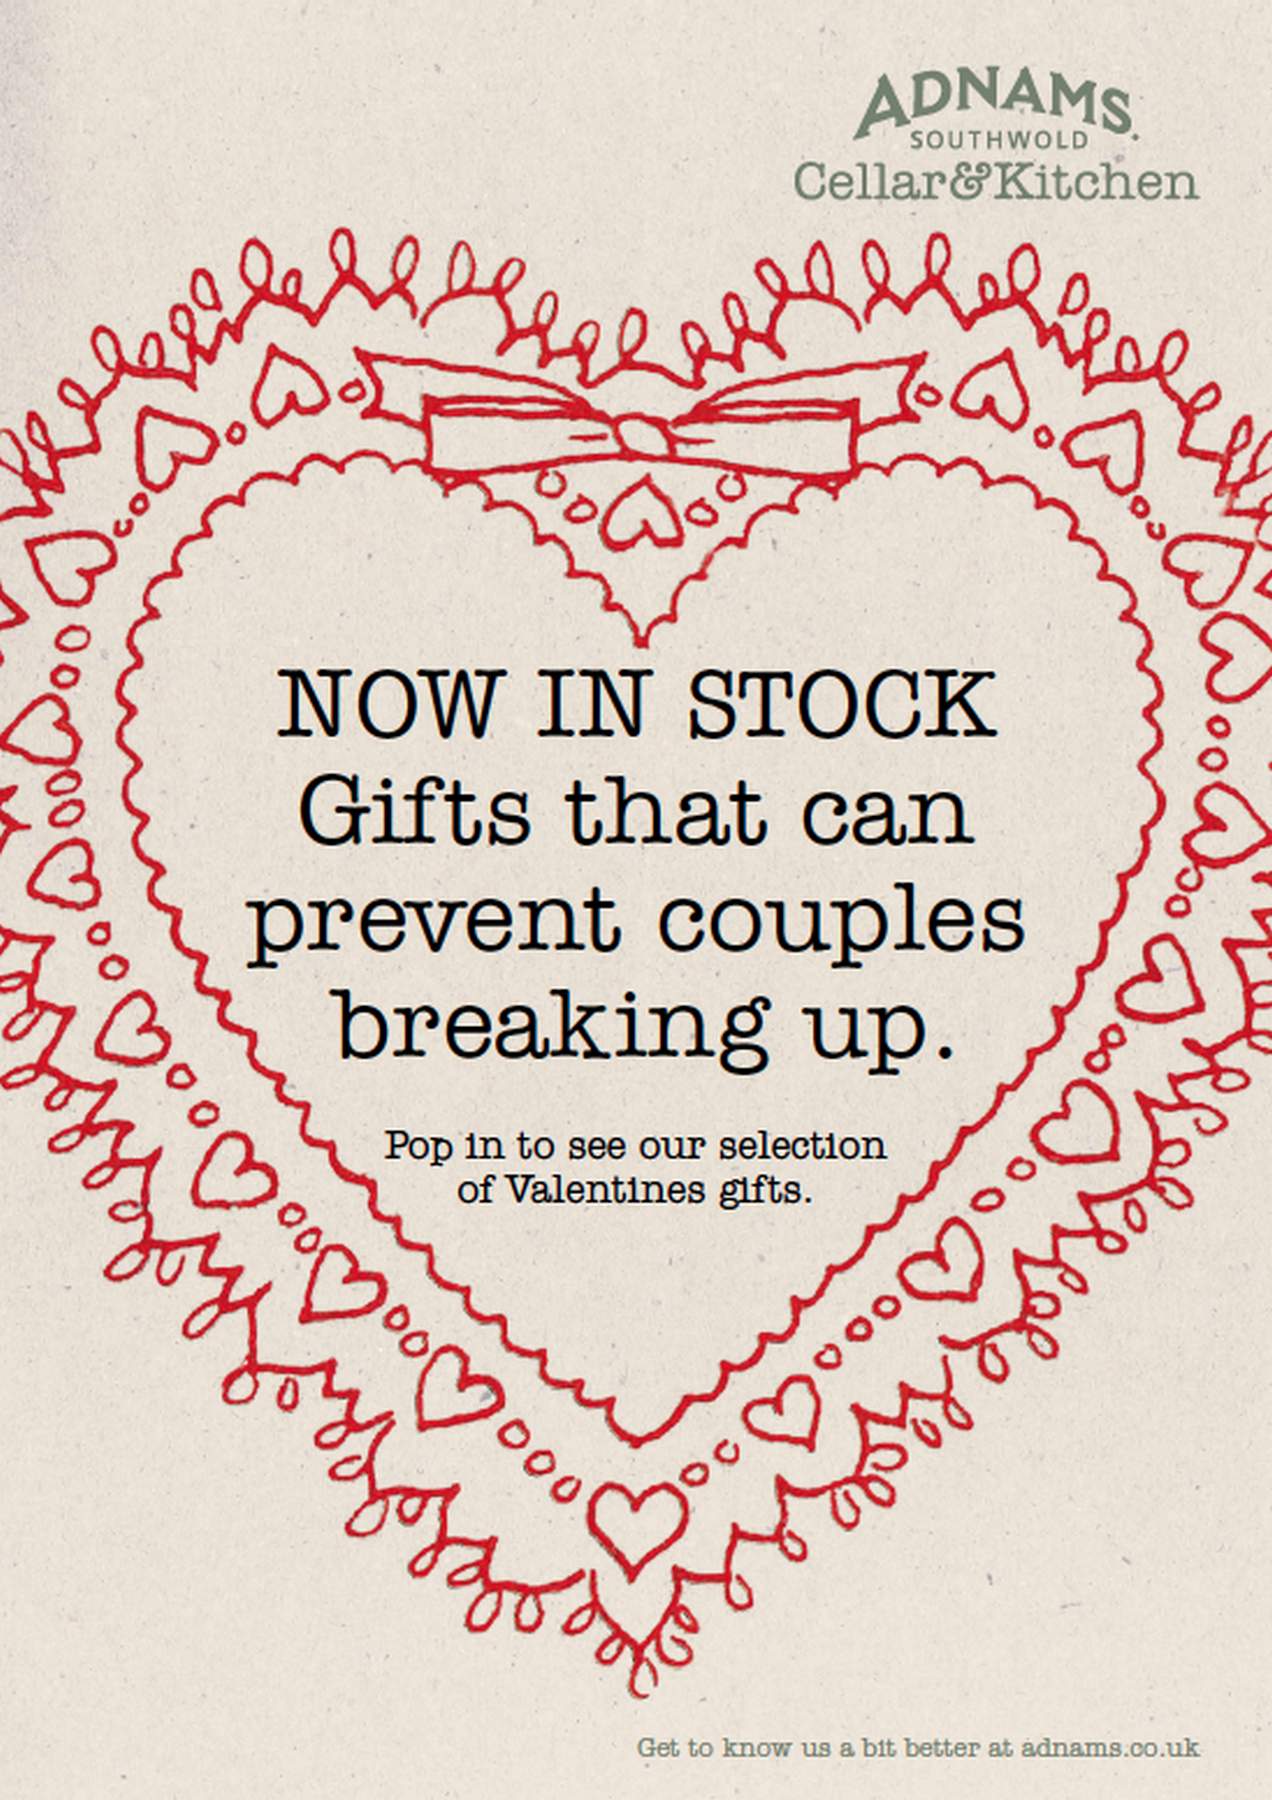 ADNAMS.
SOUTHWOLD
Cellar&Kitchen
NOW IN STOCK
Gifts that can
prevent couples
breaking up.
Pop in to see our selection
of Valentines gifts.
Get to know us a bit better at adnams.co.uk